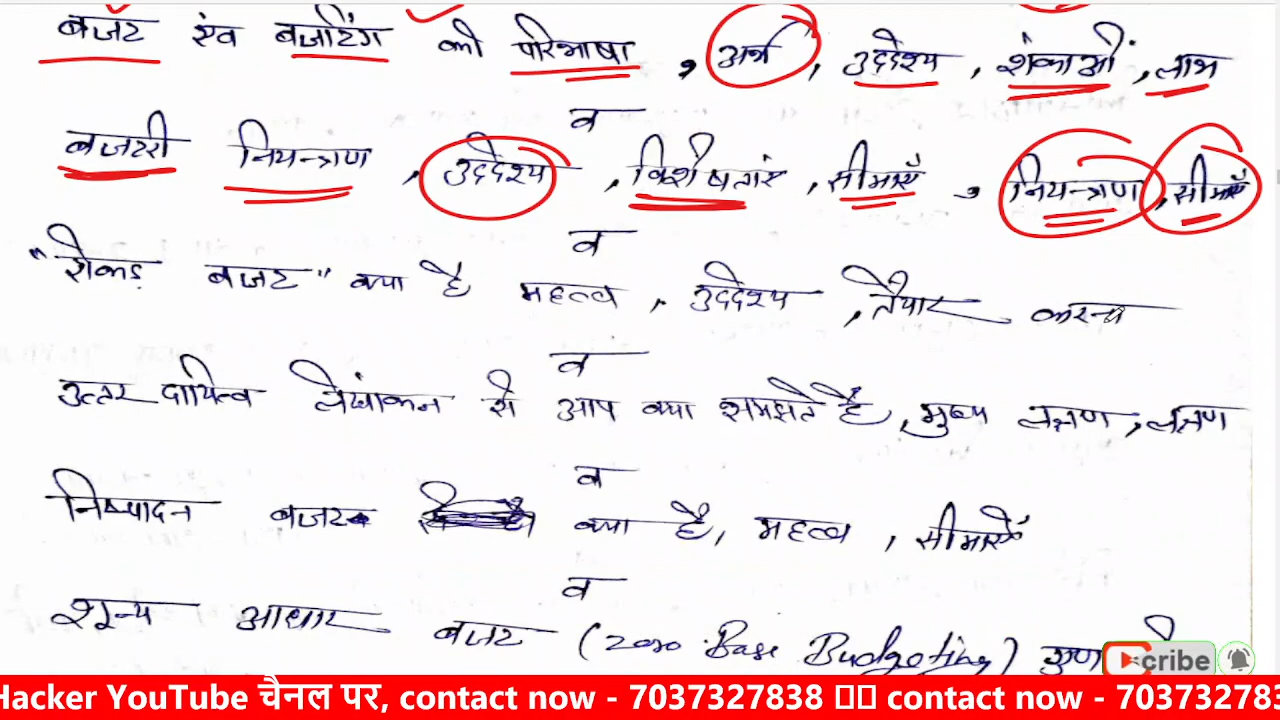 बजट एंव बजटिंग की परिभाषा, अर्थ, उद्देश्य, शंकाओं, लाभ
व
बजटरी नियन्त्रण, उद्देश्य, विशेषताएं, सीमाएँ, नियन्त्रण, सीमाएँ
व
"रोकड़ बजट" क्या है महत्व, उद्देश्य, तैयार करना
व
उत्तर दायित्व लेखांकन से आप क्या समझते हैं, मुख्य लक्षण, लक्षण
व
निष्पादन बजट क्या है, महत्व, सीमाएँ
व
शून्य आधार बजट (Zero Base Budgeting) गुण
cribe
Hacker YouTube चैनल पर, contact now - 7037327838 contact now - 703732783